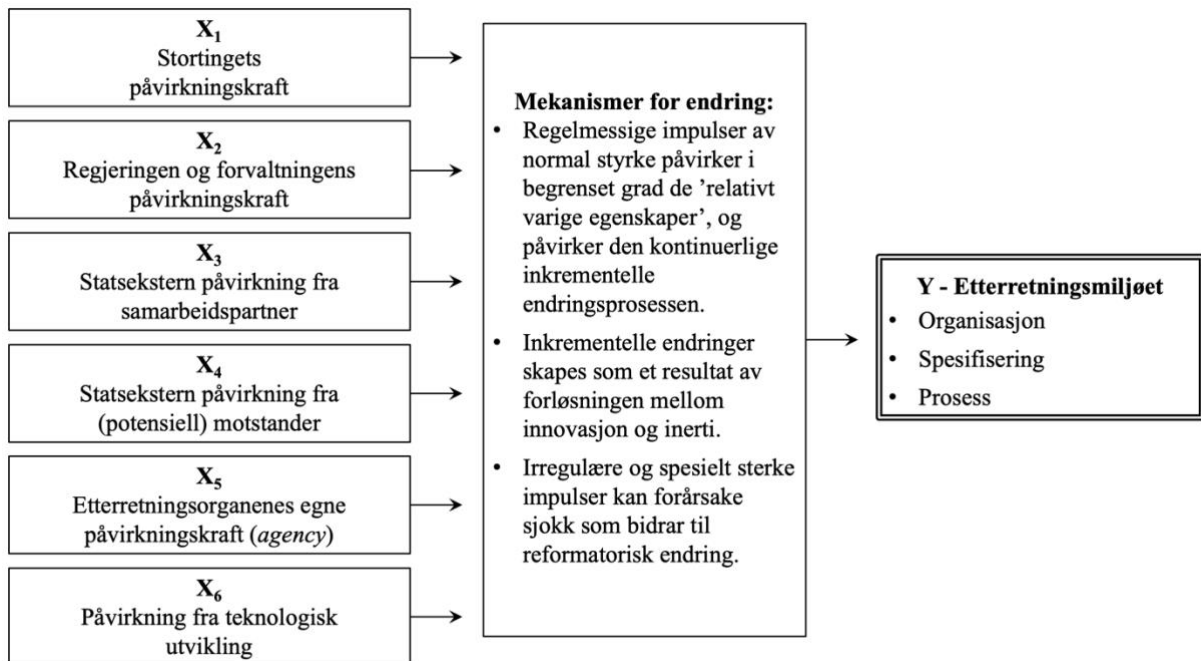 X₁
Stortingets
påvirkningskraft
X₂
Regjeringen og forvaltningens
påvirkningskraft
X₃
Statsekstern påvirkning fra
samarbeidspartner
X₄
Statsekstern påvirkning fra
(potensiell) motstander
X₅
Etterretningsorganenes egne
påvirkningskraft (agency)
X₆
Påvirkning fra teknologisk
utvikling
Mekanismer for endring:
• Regelmessige impulser av
normal styrke påvirker i
begrenset grad de ’relativt
varige egenskaper’, og
påvirker den kontinuerlige
inkrementelle
endringsprosessen.
• Inkrementelle endringer
skapes som et resultat av
forløsningen mellom
innovasjon og inerti.
• Irregulære og spesielt sterke
impulser kan forårsake
sjokk som bidrar til
reformatorisk endring.
Y - Etterretningsmiljøet
• Organisasjon
• Spesifisering
• Prosess